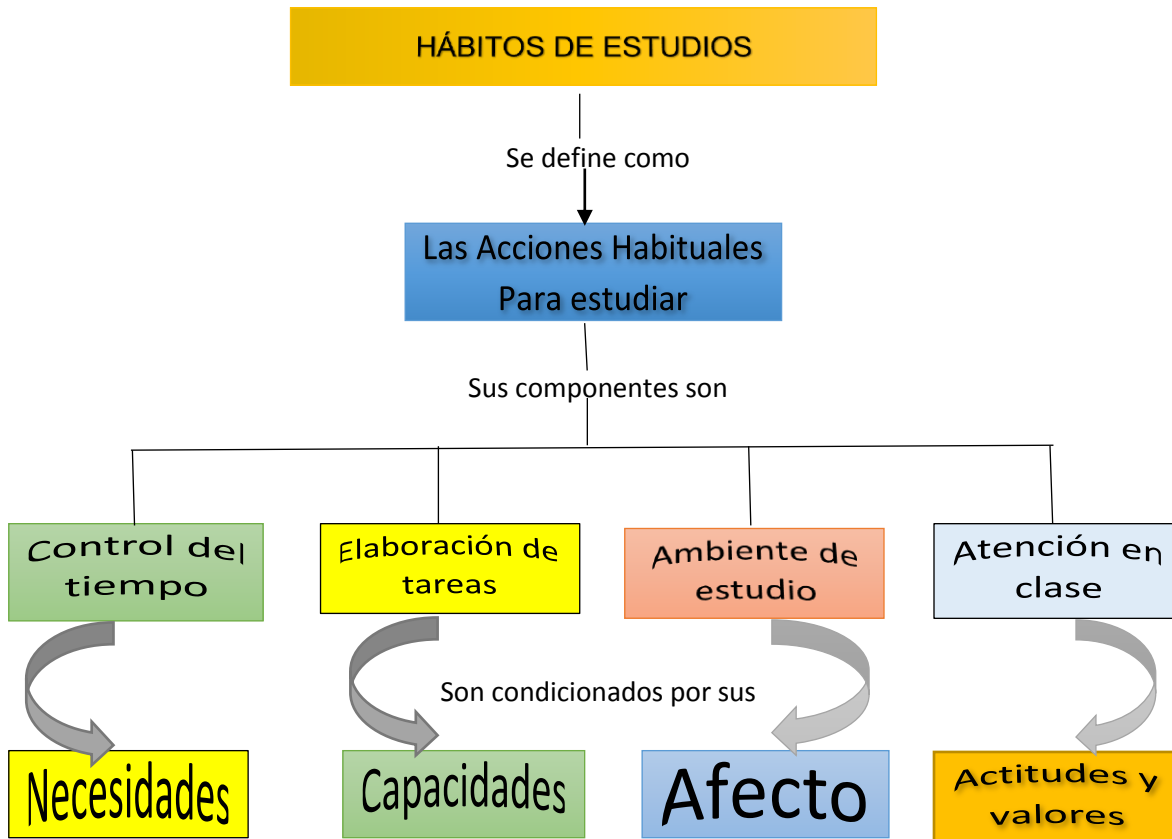 HÁBITOS DE ESTUDIOS
Se define como
Las Acciones Habituales
Para estudiar
Sus componentes son
Control del
tiempo
Elaboración de
tareas
Ambiente de
estudio
Atención en
clase
Son condicionados por sus
Necesidades
Capacidades
Afecto
Actitudes y
valores